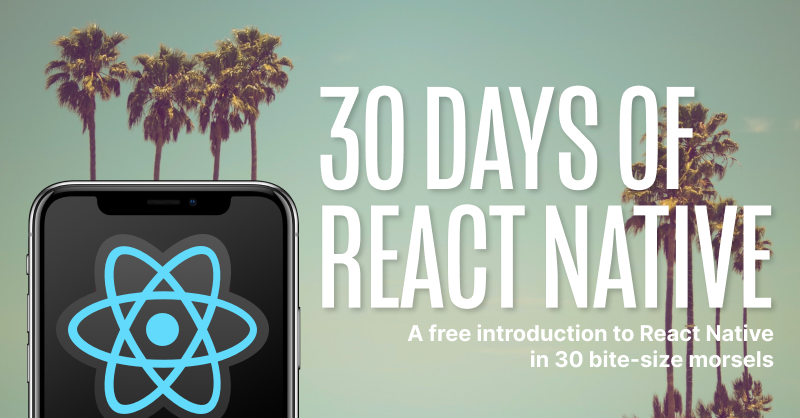 30 DAYS OF
REACT NATIVE
A free introduction to React Native
in 30 bite-size morsels